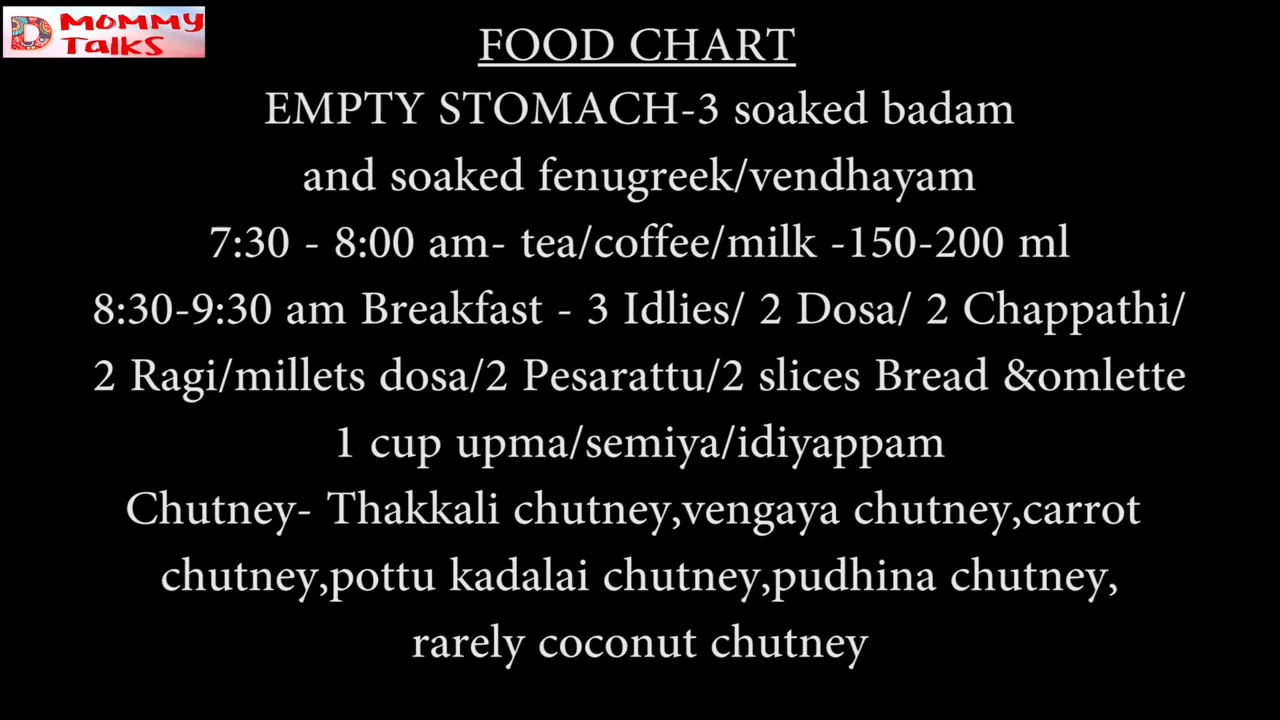 D MOMMY
Talks
FOOD CHART
EMPTY STOMACH-3 soaked badam
and soaked fenugreek/vendhayam
7:30 - 8:00 am- tea/coffee/milk -150-200 ml
8:30-9:30 am Breakfast - 3 Idlies/ 2 Dosa/ 2 Chappathi/
2 Ragi/millets dosa/2 Pesarattu/2 slices Bread &omlette
1 cup upma/semiya/idiyappam
Chutney- Thakkali chutney,vengaya chutney,carrot
chutney,pottu kadalai chutney,pudhina chutney,
rarely coconut chutney